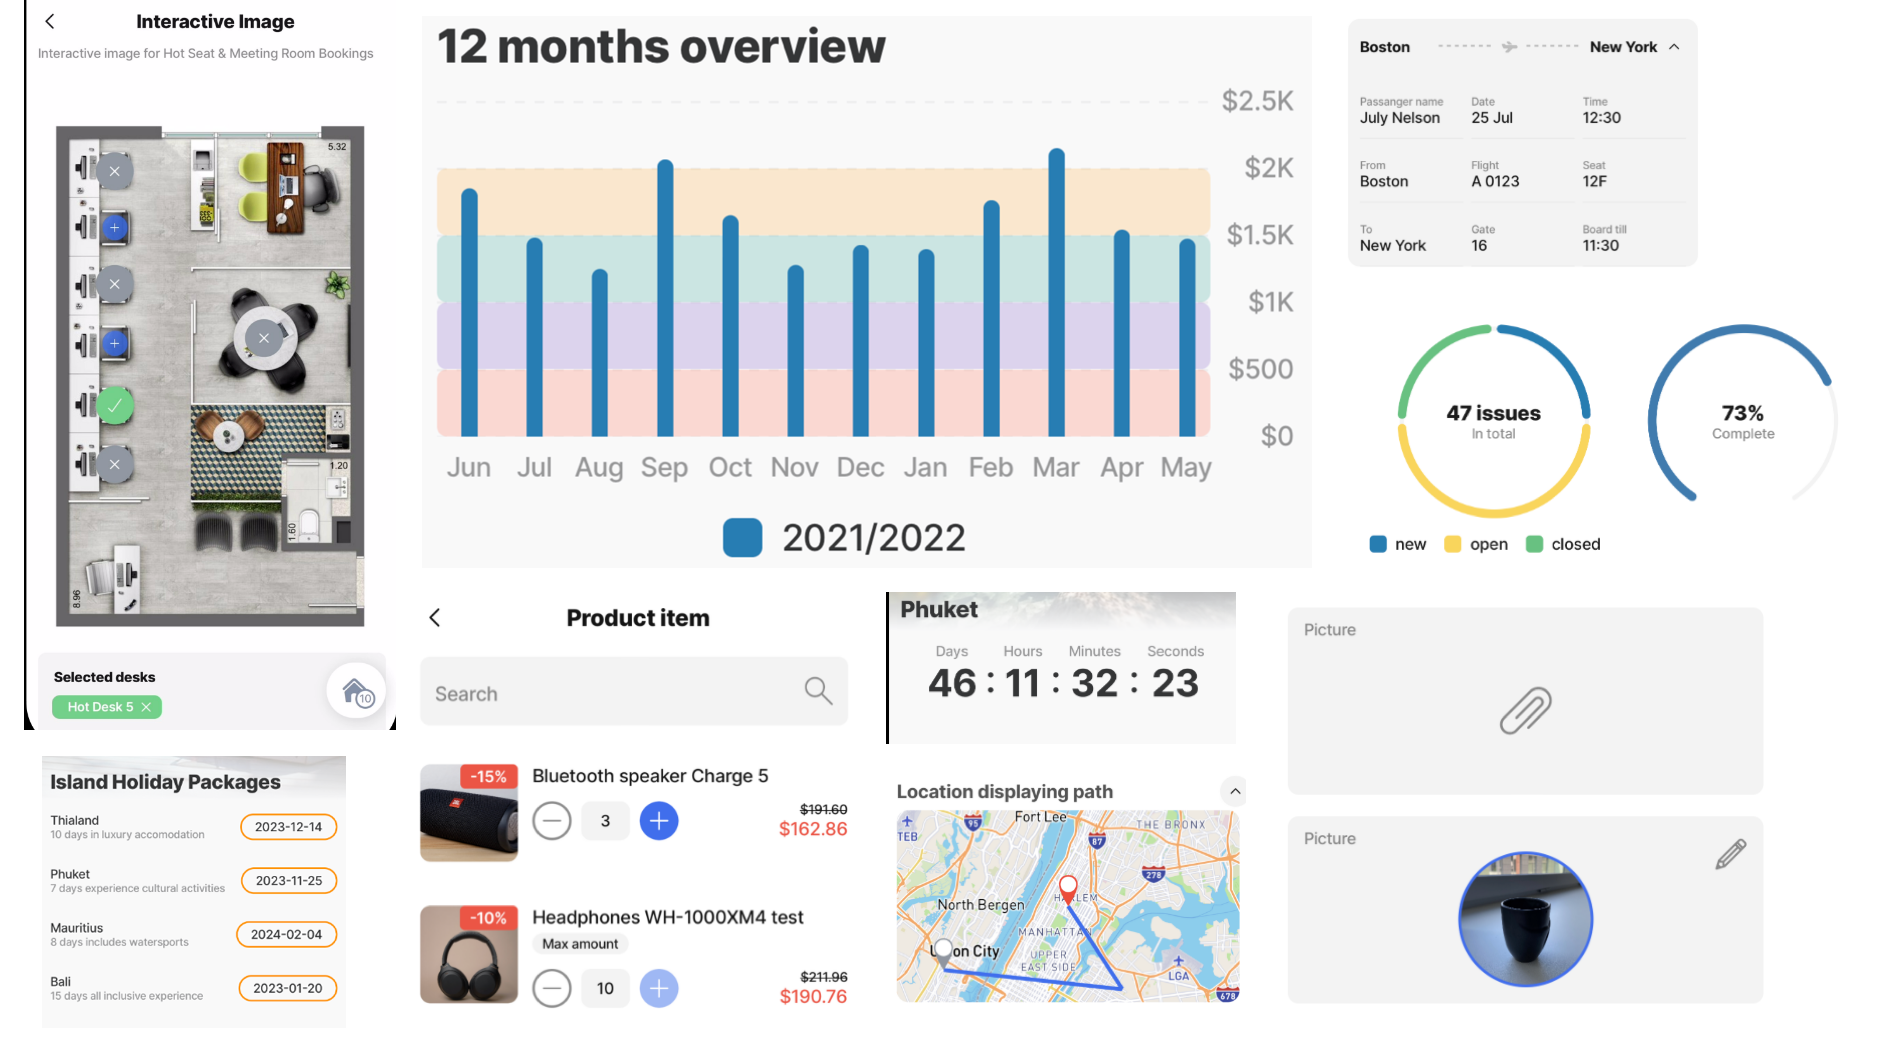 Interactive Image
Interactive image for Hot Seat & Meeting Room Bookings
5.32
1.20
1.60
8.96
Selected desks
Hot Desk 5
10
12 months overview
$2.5K
$2K
$1.5K
$1K
$500
$0
Jun Jul Aug Sep Oct Nov Dec Jan Feb Mar Apr May
2021/2022
Boston New York
Passanger name Date Time
July Nelson 25 Jul 12:30
From Flight Seat
Boston A 0123 12F
To Gate Board till
New York 16 11:30
47 issues
In total
new open closed
73%
Complete
Island Holiday Packages
Thialand
10 days in luxury accomodation
2023-12-14
Phuket
7 days experience cultural activities
2023-11-25
Mauritius
8 days includes watersports
2024-02-04
Bali
15 days all inclusive experience
2023-01-20
Product item
Search
-15%
Bluetooth speaker Charge 5
3
$191.60
$162.86
JBL
-10%
Headphones WH-1000XM4 test
Max amount
10
$211.96
$190.76
Phuket
Days Hours Minutes Seconds
46 : 11 : 32 : 23
Location displaying path
95
Fort Lee
THE BRONX
TEB
87
278
North Bergen
HARLEM
MANHATTAN
Union City
UPPER
EAST SIDE
LGA
678
Picture
Picture